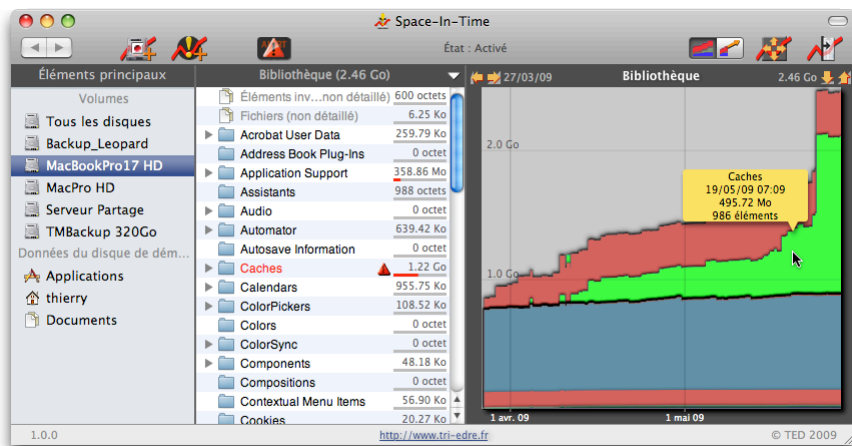 Space-In-Time
État : Activé
Éléments principaux
Bibliothèque (2.46 Go)
27/03/09
Bibliothèque
2.46 Go
Volumes
Tous les disques
Backup_Leopard
MacBookPro17 HD
MacPro HD
Serveur Partage
TMBackup 320Go
Données du disque de dém...
Applications
thierry
Documents
Éléments inv...non détaillé) 600 octets
Fichiers (non détaillé) 6.25 Ko
Acrobat User Data 259.79 Ko
Address Book Plug-Ins 0 octet
Application Support 358.86 Mo
Assistants 988 octets
Audio 0 octet
Automator 639.42 Ko
Autosave Information 0 octet
Caches 1.22 Go
Calendars 955.75 Ko
ColorPickers 108.52 Ko
Colors 0 octet
ColorSync 0 octet
Components 48.18 Ko
Compositions 0 octet
Contextual Menu Items 56.90 Ko
Cookies 20.27 Ko
2.0 Go
Caches
19/05/09 07:09
495.72 Mo
986 éléments
1.0 Go
1 avr. 09
1 mai 09
1.0.0
http://www.tri-edre.fr
© TED 2009